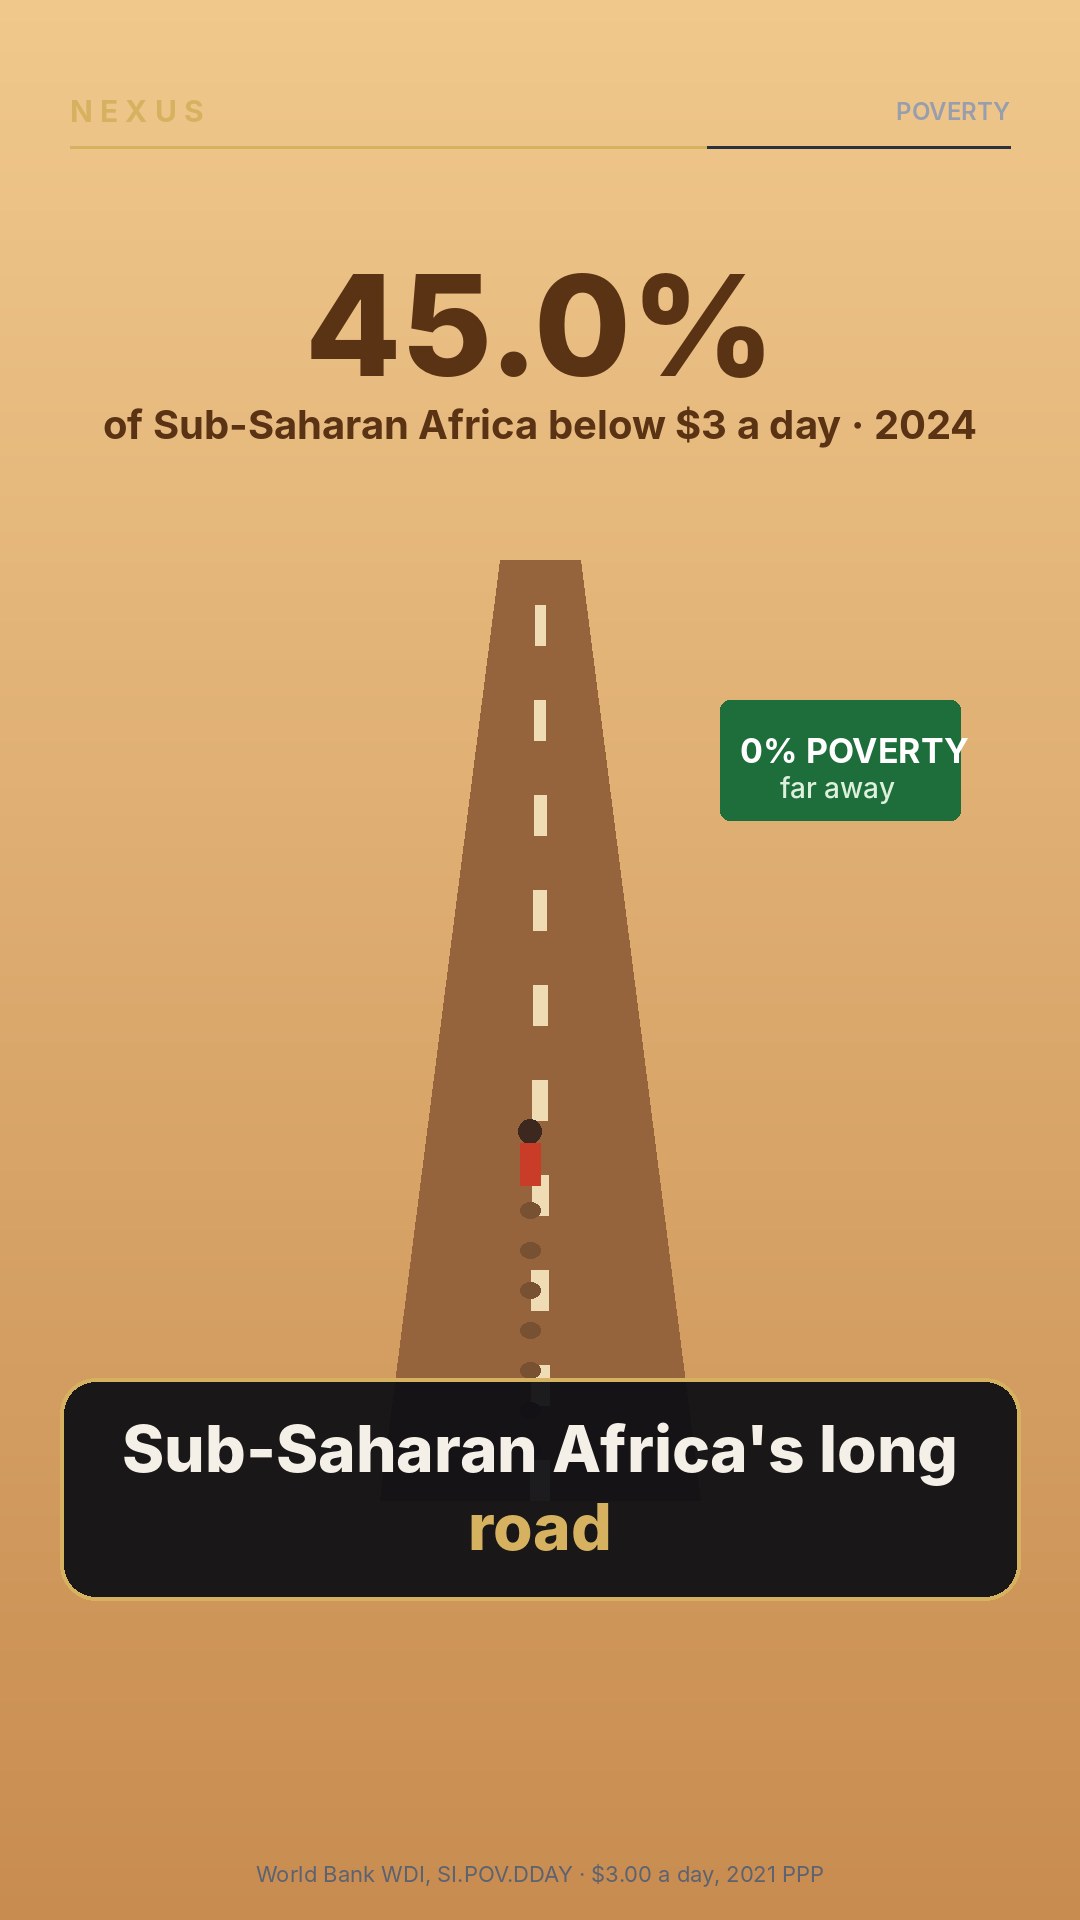 NEXUS
POVERTY
45.0%
of Sub-Saharan Africa below $3 a day · 2024
0% POVERTY
far away
Sub-Saharan Africa's long
road
World Bank WDI, SI.POV.DDAY · $3.00 a day, 2021 PPP